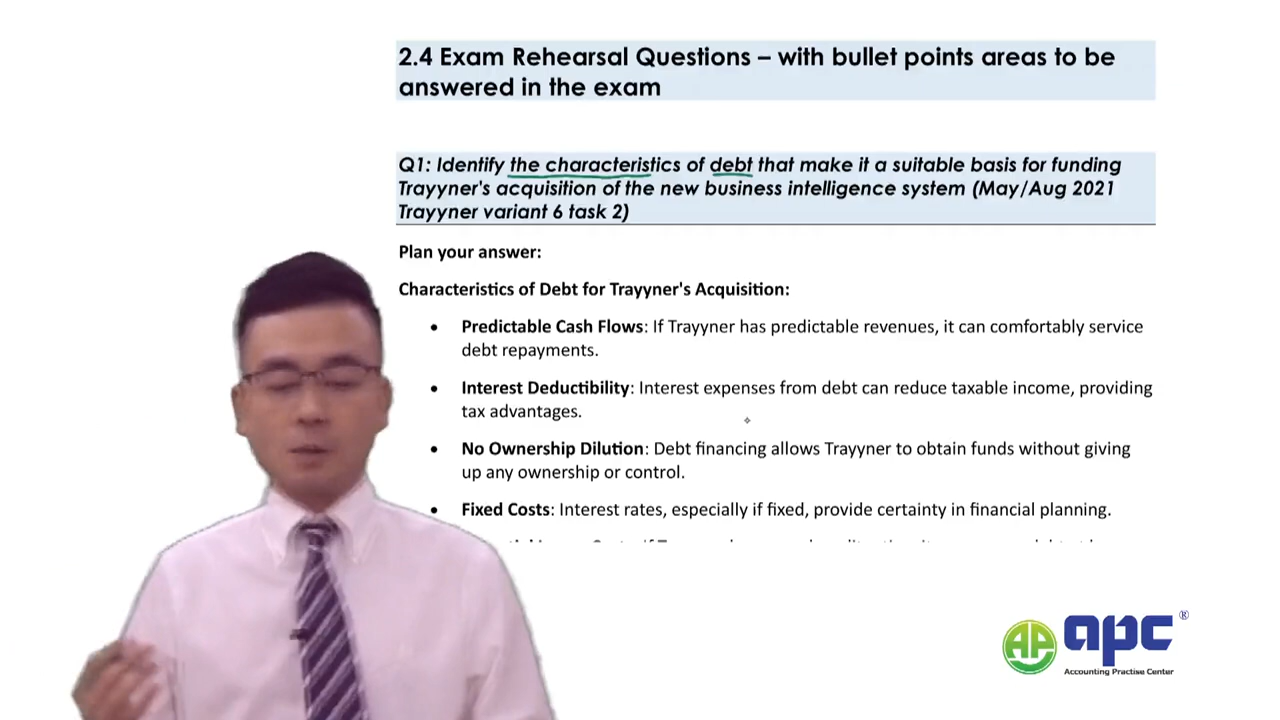 2.4 Exam Rehearsal Questions – with bullet points areas to be
answered in the exam
Q1: Identify the characteristics of debt that make it a suitable basis for funding
Trayyner's acquisition of the new business intelligence system (May/Aug 2021
Trayyner variant 6 task 2)
Plan your answer:
Characteristics of Debt for Trayyner's Acquisition:
• Predictable Cash Flows: If Trayyner has predictable revenues, it can comfortably service
debt repayments.
• Interest Deductibility: Interest expenses from debt can reduce taxable income, providing
tax advantages.
• No Ownership Dilution: Debt financing allows Trayyner to obtain funds without giving
up any ownership or control.
• Fixed Costs: Interest rates, especially if fixed, provide certainty in financial planning.
AP apc ®
Accounting Practise Center